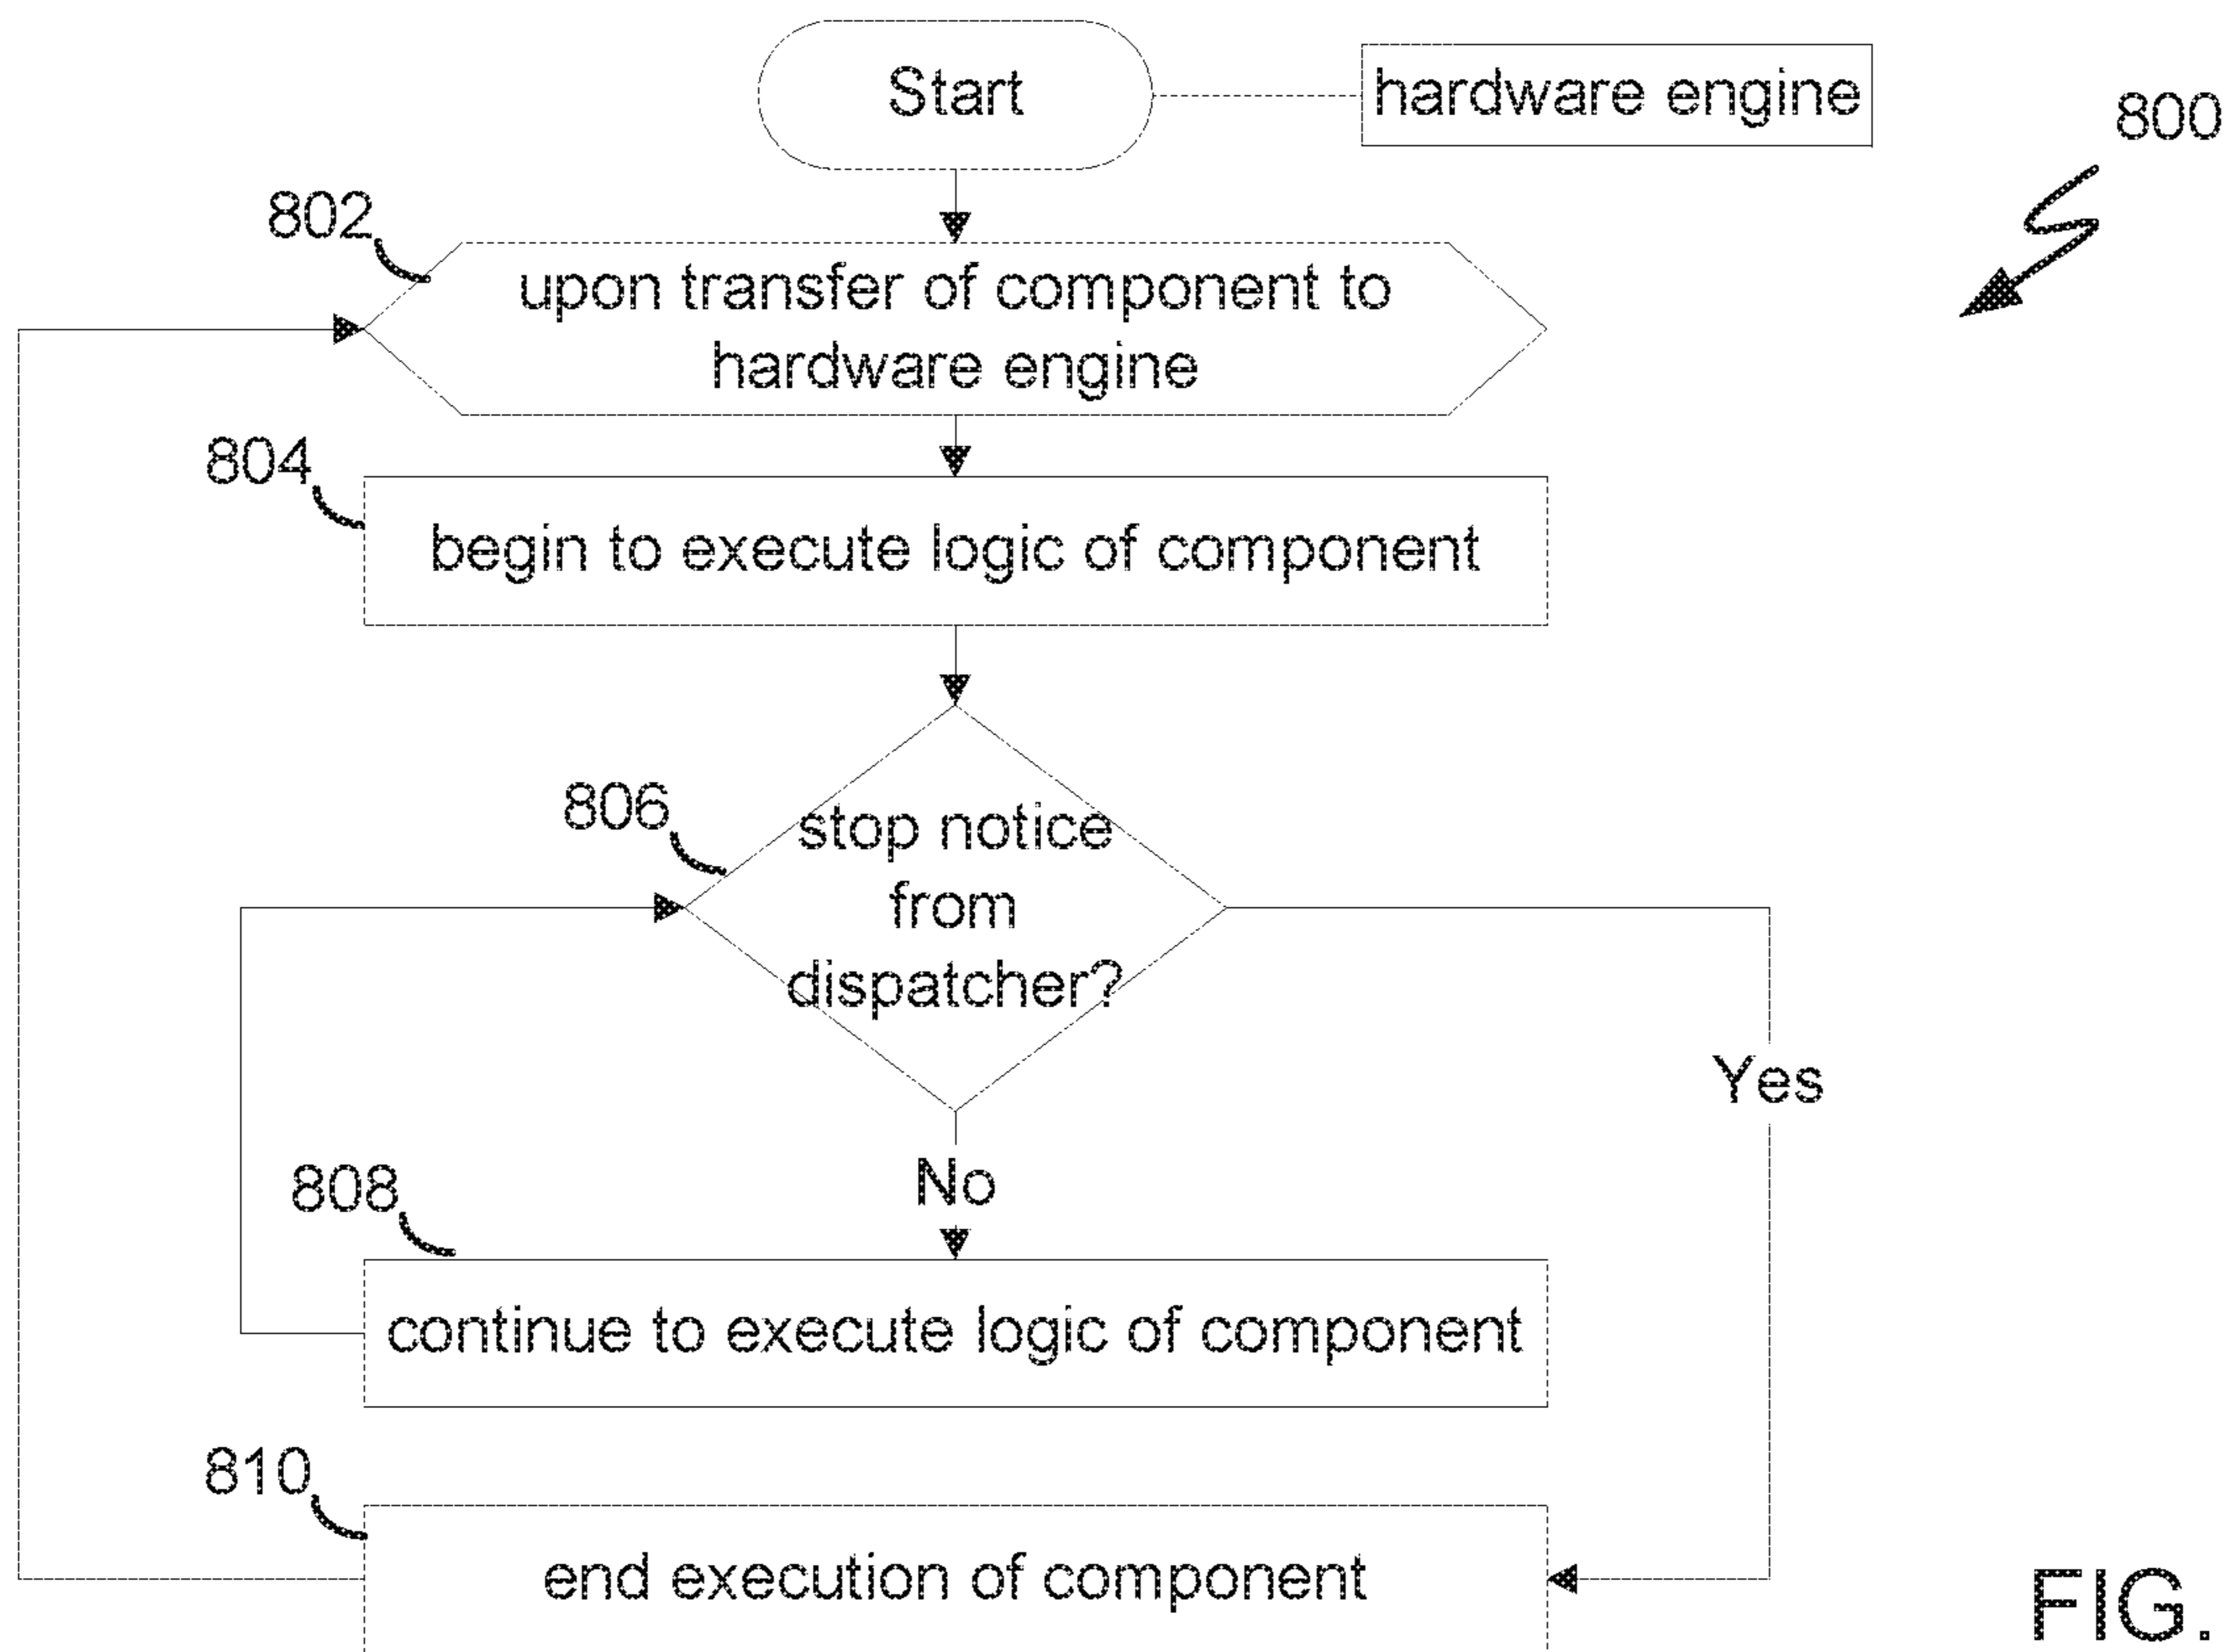 Start
hardware engine
800
802
upon transfer of component to
hardware engine
804
begin to execute logic of component
806
stop notice
from
dispatcher?
Yes
No
808
continue to execute logic of component
810
end execution of component
FIG.